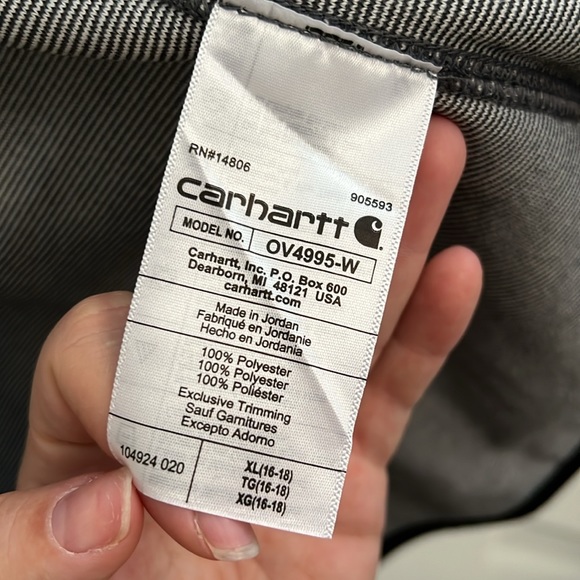 RN#14806
905593
carhartt
MODEL NO. OV4995-W
Carhartt, Inc. P.O. Box 600
Dearborn, MI 48121 USA
carhartt.com
Made in Jordan
Fabriqué en Jordanie
Hecho en Jordania
100% Polyester
100% Polyester
100% Poliéster
Exclusive Trimming
Sauf Garnitures
Excepto Adorno
104924 020
XL(16-18)
TG(16-18)
XG(16-18)